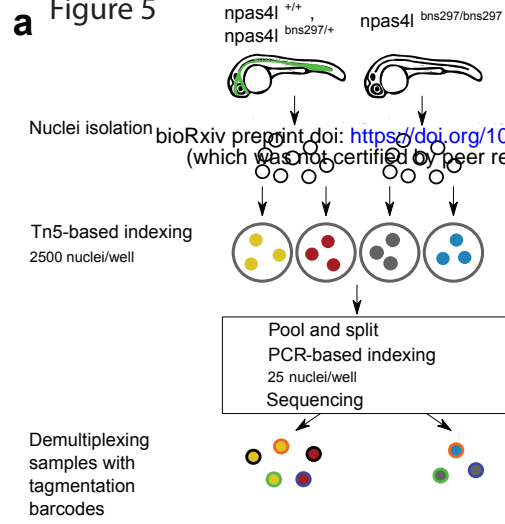 a Figure 5
npas4l +/+ ,
npas4l bns297/+
npas4l bns297/bns297
Nuclei isolation
bioRxiv preprint doi: https://doi.org/10
(which was not certified by peer re
Tn5-based indexing
2500 nuclei/well
Pool and split
PCR-based indexing
25 nuclei/well
Sequencing
Demultiplexing
samples with
tagmentation
barcodes